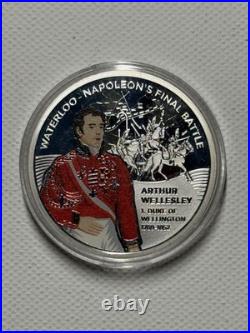 WATERLOO - NAPOLEON'S FINAL BATTLE
ARTHUR
WELLESLEY
1. DUKE OF
WELLINGTON